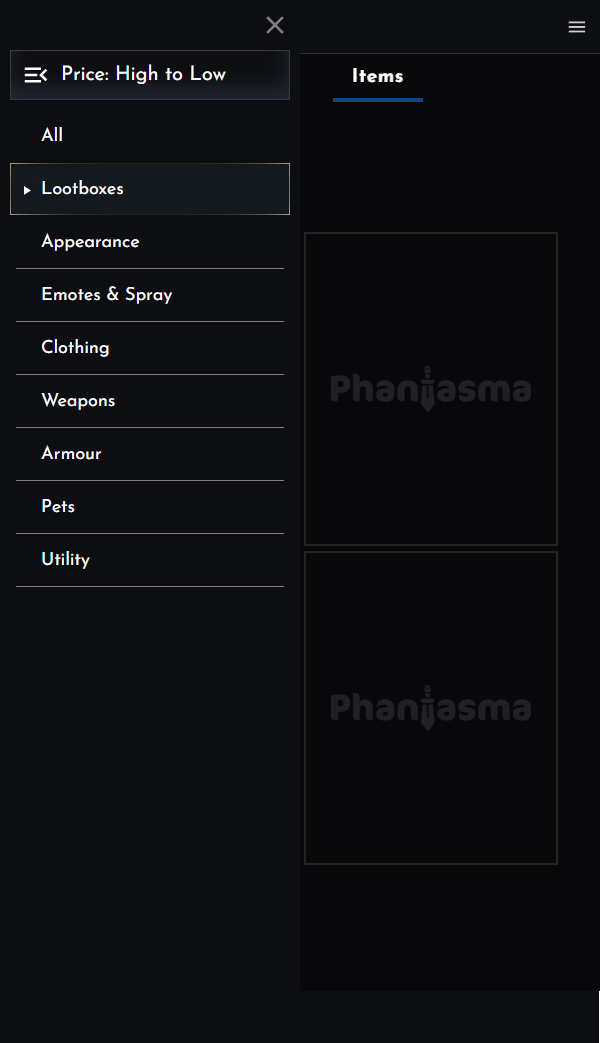 Price: High to Low
Items
All
Lootboxes
Appearance
Emotes & Spray
Clothing
Weapons
Armour
Pets
Utility
Phantasma
Phantasma